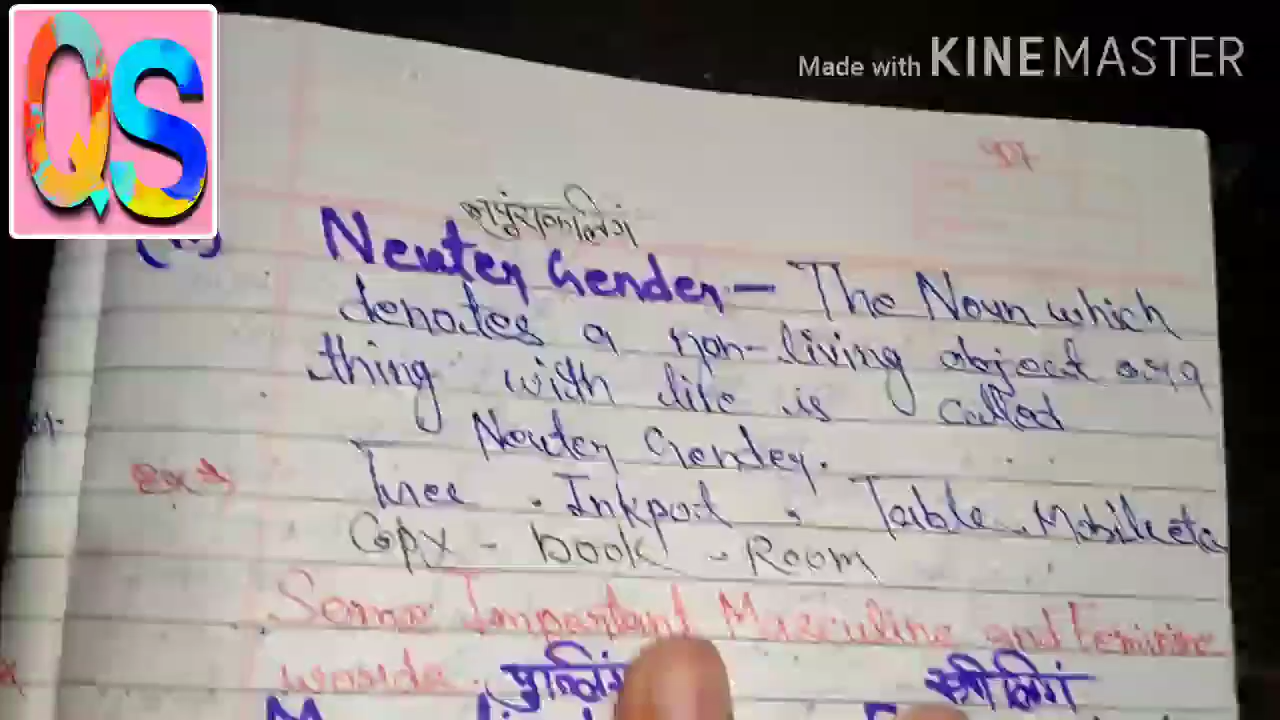 QS
Made with KINEMASTER
नपुंसकलिंग
Neuter Gender - The Noun which
denotes a non-living object or a
thing with life is called
Neuter Gender.
Ex →
Tree . Inkpot , Table . Mobile etc
Copy - book - Room
Some Important Masculine and Feminine
words.
पुल्लिंग स्त्रीलिंग